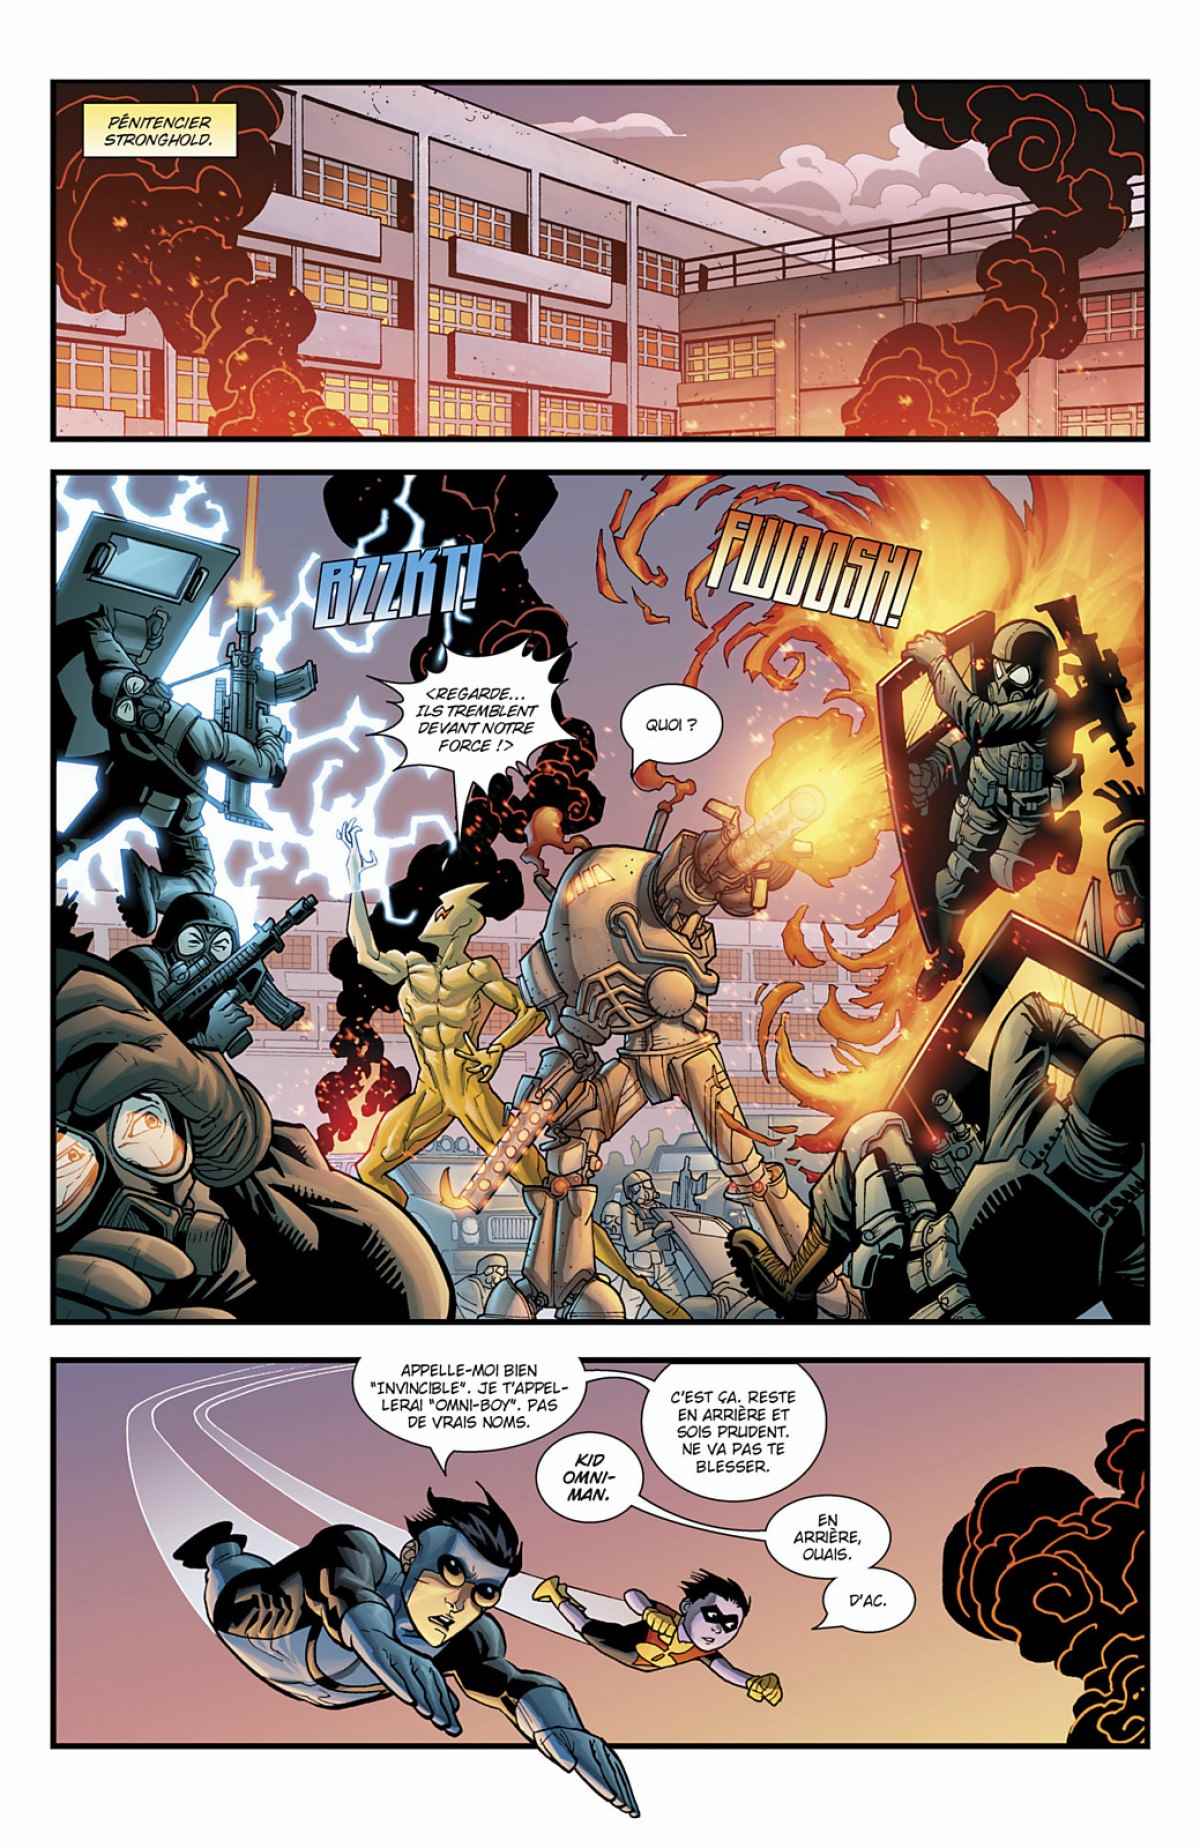 PÉNITENCIER
STRONGHOLD.
BZZKT!
FWOOSH!
<REGARDE...
ILS TREMBLENT
DEVANT NOTRE
FORCE !>
QUOI ?
APPELLE-MOI BIEN
"INVINCIBLE". JE T'APPEL-
LERAI "OMNI-BOY". PAS
DE VRAIS NOMS.
KID
OMNI-
MAN.
C'EST ÇA. RESTE
EN ARRIÈRE ET
SOIS PRUDENT.
NE VA PAS TE
BLESSER.
EN
ARRIÈRE,
OUAIS.
D'AC.